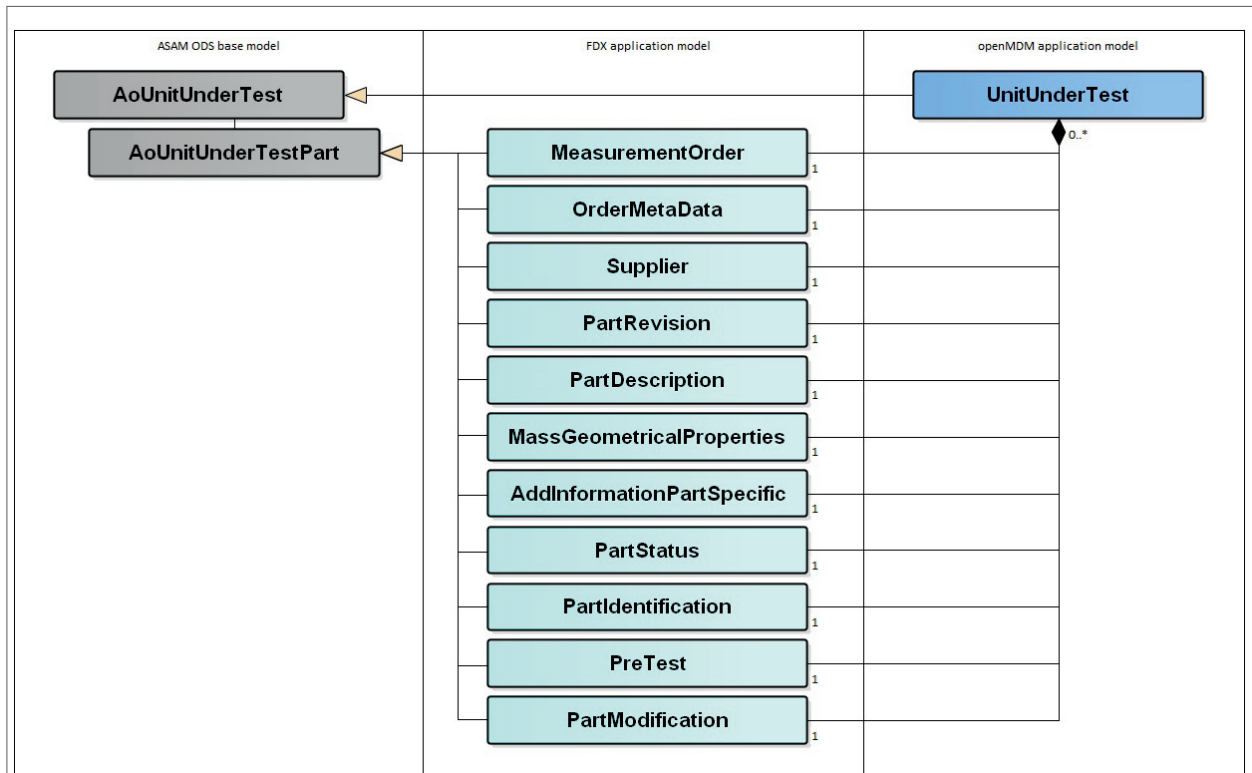 ASAM ODS base model
FDX application model
openMDM application model
AoUnitUnderTest
UnitUnderTest
AoUnitUnderTestPart
0..*
MeasurementOrder
1
OrderMetaData
1
Supplier
1
PartRevision
1
PartDescription
1
MassGeometricalProperties
1
AddInformationPartSpecific
1
PartStatus
1
PartIdentification
1
PreTest
1
PartModification
1